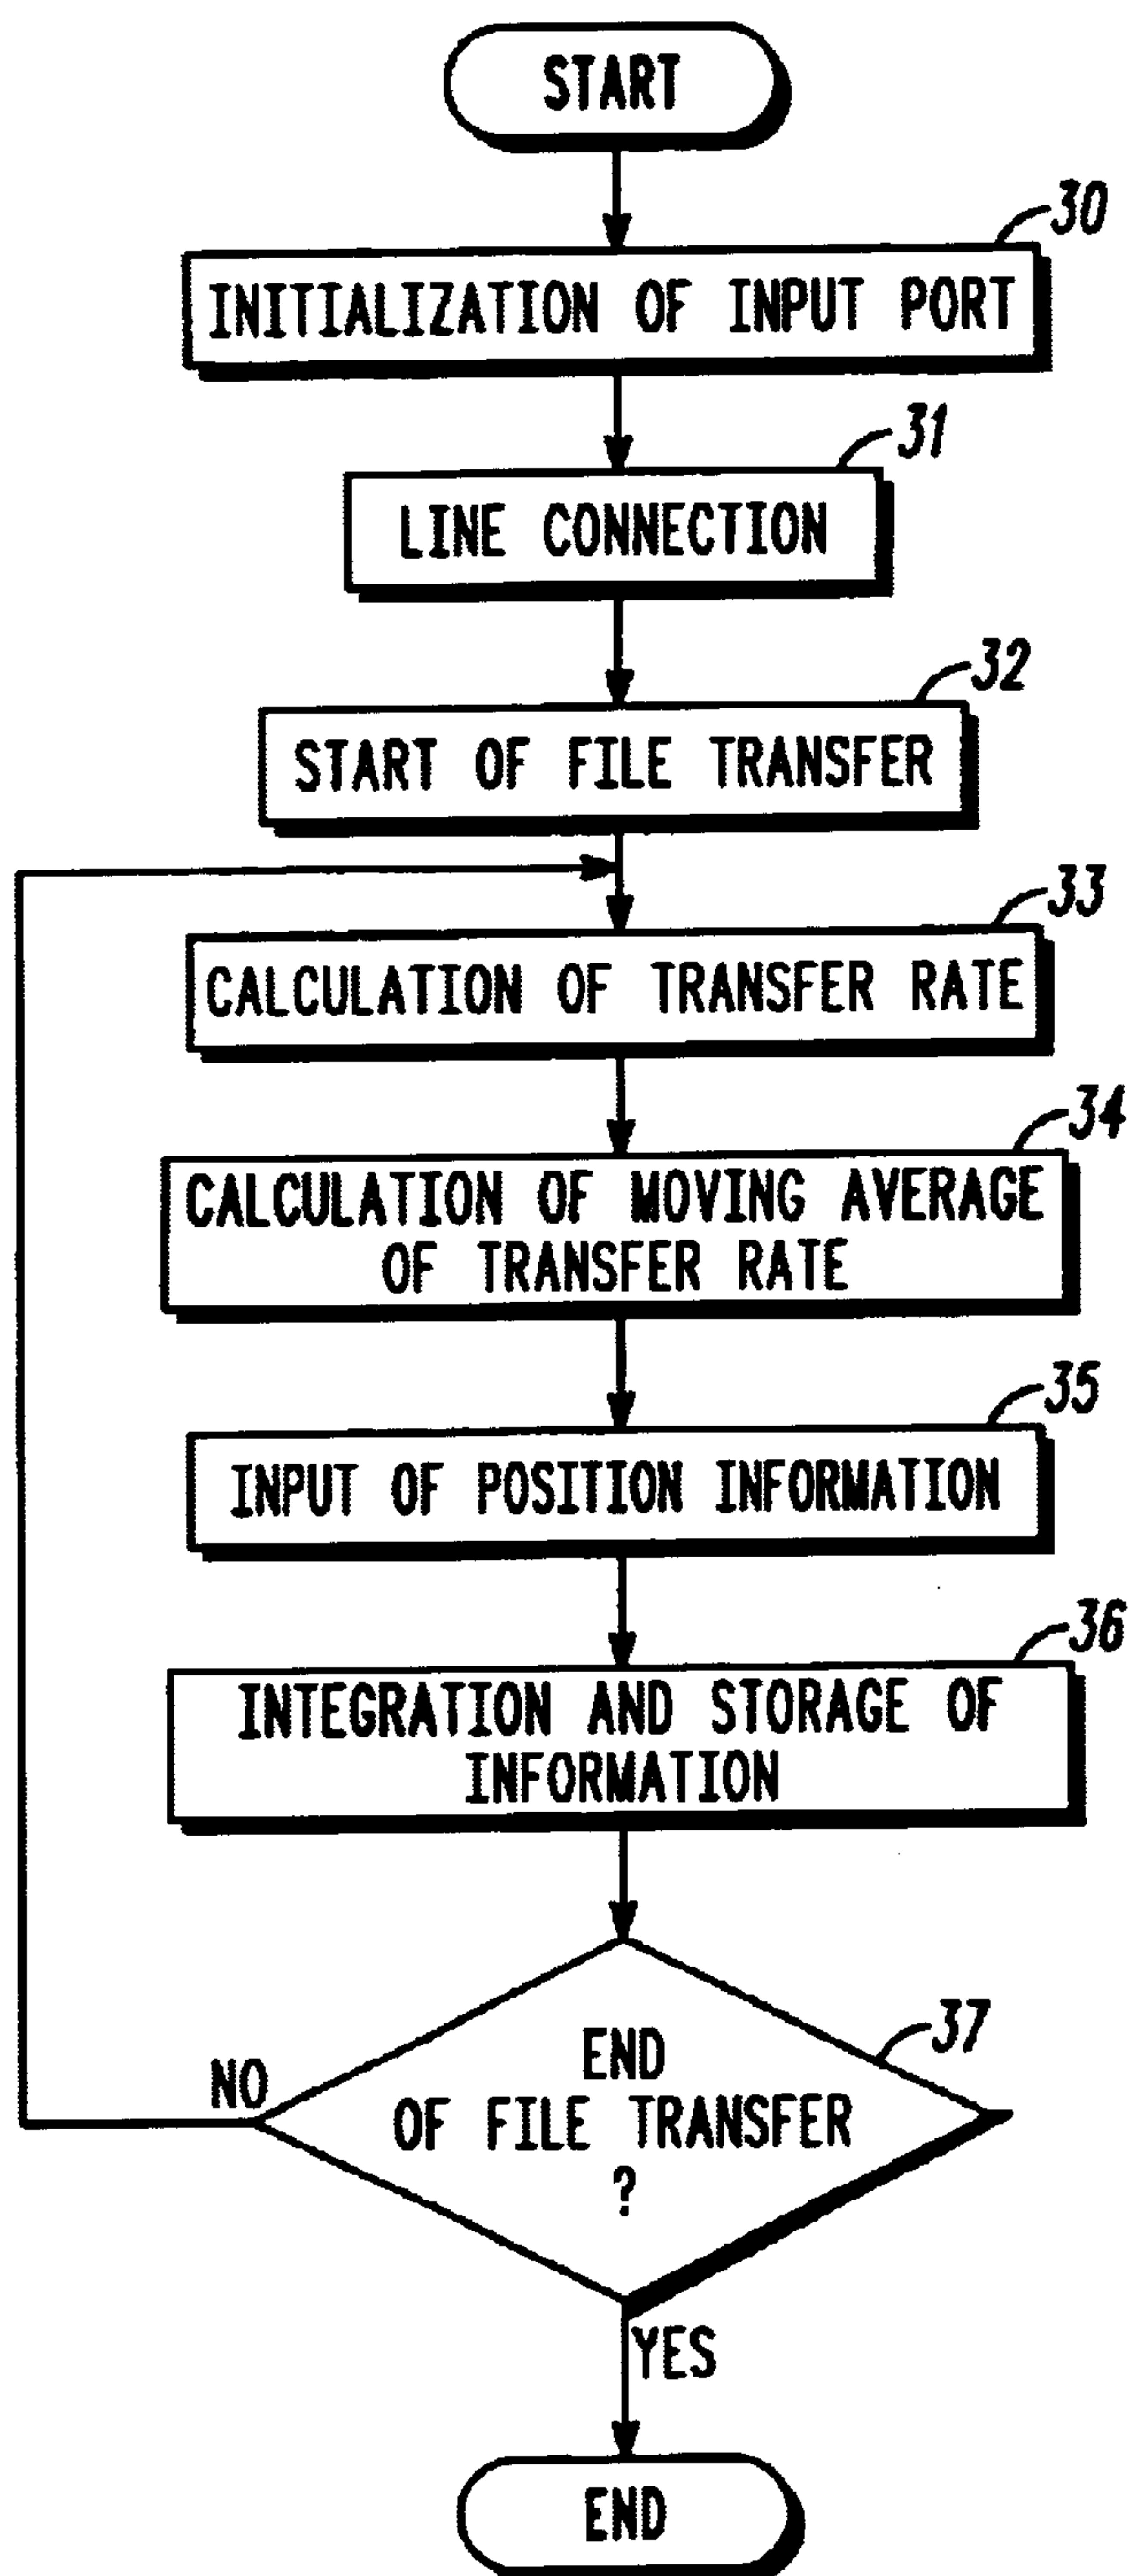 START
30
INITIALIZATION OF INPUT PORT
31
LINE CONNECTION
32
START OF FILE TRANSFER
33
CALCULATION OF TRANSFER RATE
34
CALCULATION OF MOVING AVERAGE
OF TRANSFER RATE
35
INPUT OF POSITION INFORMATION
36
INTEGRATION AND STORAGE OF
INFORMATION
37
END
OF FILE TRANSFER
?
NO
YES
END